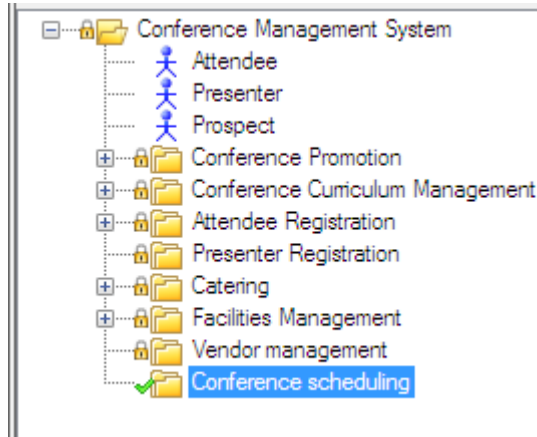 Conference Management System
Attendee
Presenter
Prospect
Conference Promotion
Conference Curriculum Management
Attendee Registration
Presenter Registration
Catering
Facilities Management
Vendor management
Conference scheduling